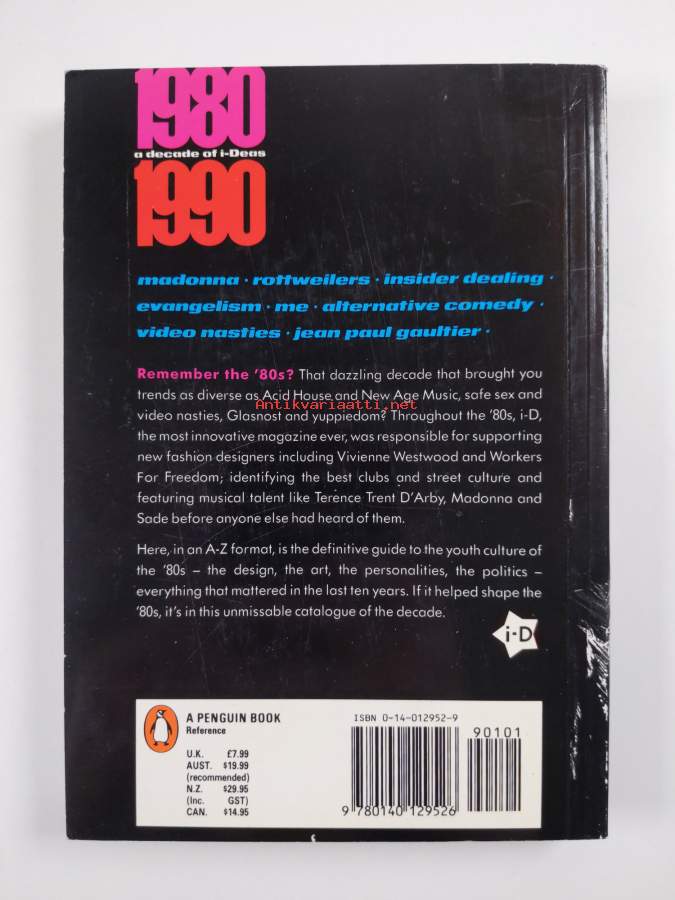 1980
a decade of i-Deas
1990
madonna · rottweilers · insider dealing ·
evangelism · me · alternative comedy ·
video nasties · jean paul gaultier ·
Remember the '80s? That dazzling decade that brought you
trends as diverse as Acid House and New Age Music, safe sex and
video nasties, Glasnost and yuppiedom? Throughout the '80s, i-D,
Antikvariaatti.net
the most innovative magazine ever, was responsible for supporting
new fashion designers including Vivienne Westwood and Workers
For Freedom; identifying the best clubs and street culture and
featuring musical talent like Terence Trent D'Arby, Madonna and
Sade before anyone else had heard of them.
Here, in an A-Z format, is the definitive guide to the youth culture of
the '80s – the design, the art, the personalities, the politics –
everything that mattered in the last ten years. If it helped shape the
'80s, it's in this unmissable catalogue of the decade.
i-D
A PENGUIN BOOK
Reference
U.K. £7.99
AUST. $19.99
(recommended)
N.Z. $29.95
(Inc. GST)
CAN. $14.95
ISBN 0-14-012952-9
90101
9 780140 129526